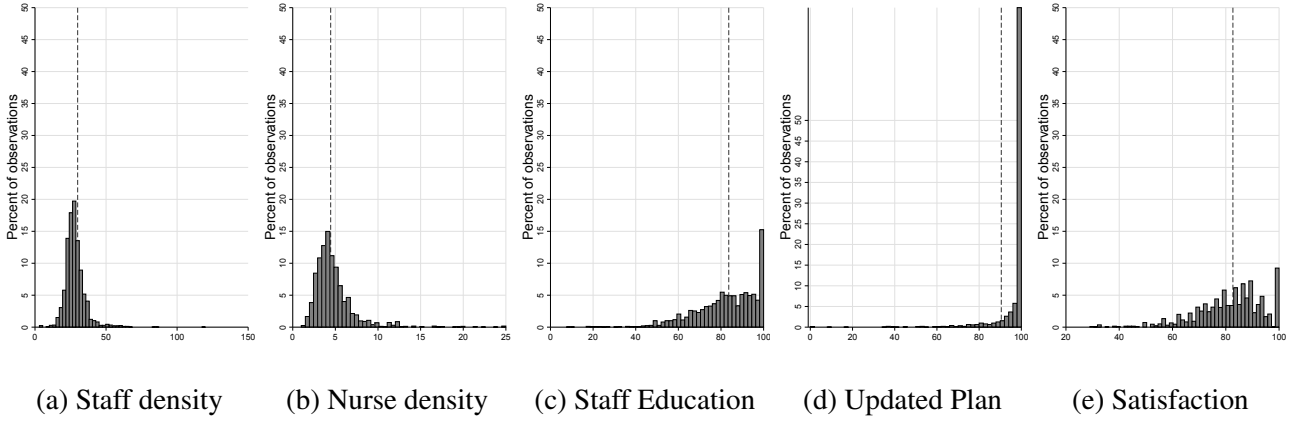 Percent of observations
0 5 10 15 20 25 30 35 40 45 50
0 50 100 150
(a) Staff density
Percent of observations
0 5 10 15 20 25 30 35 40 45 50
0 5 10 15 20 25
(b) Nurse density
Percent of observations
0 5 10 15 20 25 30 35 40 45 50
0 20 40 60 80 100
(c) Staff Education
Percent of observations
0 5 10 15 20 25 30 35 40 45 50
0 20 40 60 80 100
(d) Updated Plan
Percent of observations
0 5 10 15 20 25 30 35 40 45 50
20 40 60 80 100
(e) Satisfaction